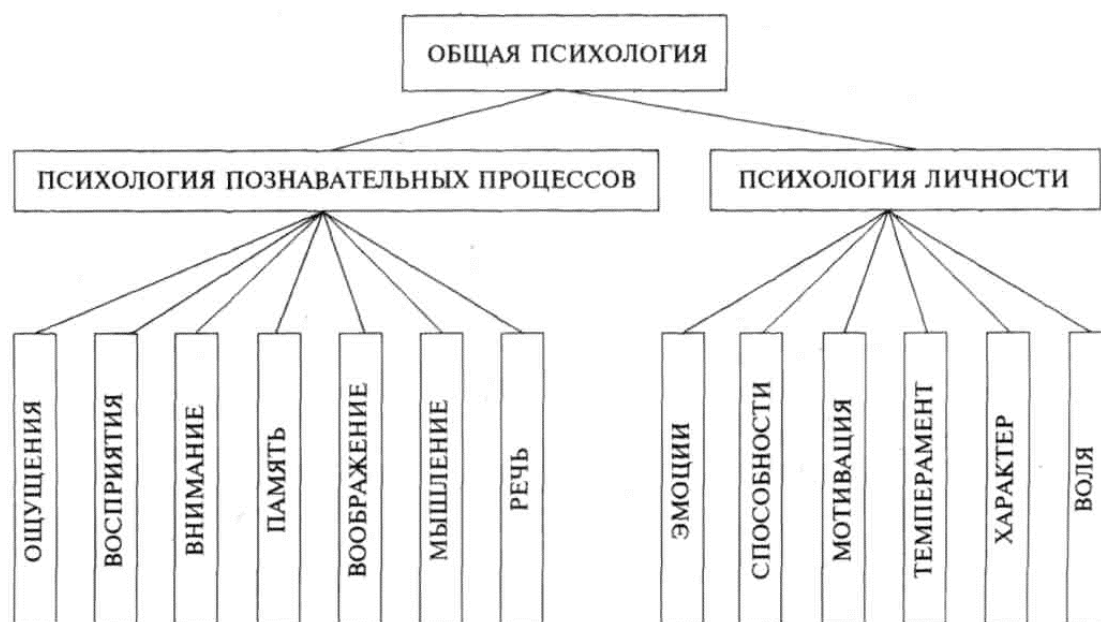 ОБЩАЯ ПСИХОЛОГИЯ
ПСИХОЛОГИЯ ПОЗНАВАТЕЛЬНЫХ ПРОЦЕССОВ
ПСИХОЛОГИЯ ЛИЧНОСТИ
ОЩУЩЕНИЯ
ВОСПРИЯТИЯ
ВНИМАНИЕ
ПАМЯТЬ
ВООБРАЖЕНИЕ
МЫШЛЕНИЕ
РЕЧЬ
ЭМОЦИИ
СПОСОБНОСТИ
МОТИВАЦИЯ
ТЕМПЕРАМЕНТ
ХАРАКТЕР
ВОЛЯ